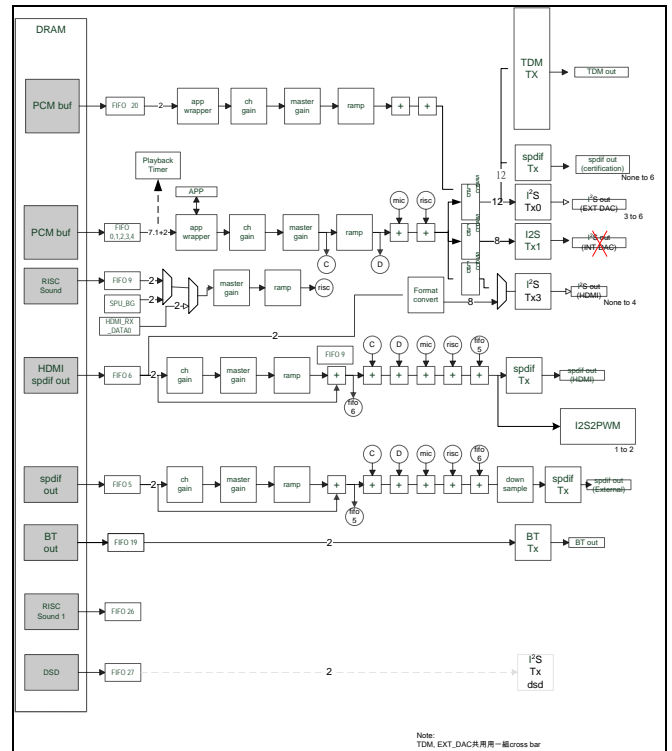 DRAM
PCM buf
FIFO 20
2
app
wrapper
ch
gain
master
gain
ramp
+
+
TDM
TX
TDM out
Playback
Timer
APP
spdif
Tx
spdif out
(certification)
None to 6
12
PCM buf
FIFO
0,1,2,3,4
7.1+2
app
wrapper
ch
gain
master
gain
ramp
C
D
mic
risc
+
+
12
I²S
Tx0
I²S out
(EXT DAC)
3 to 6
8
I2S
Tx1
I²S out
(INT DAC)
RISC
Sound
FIFO 9
2
SPU_BG
2
HDMI_RX
_DATA0
2
master
gain
ramp
risc
Format
convert
8
I²S
Tx3
I²S out
(HDMI)
None to 4
2
HDMI
spdif out
FIFO 6
2
ch
gain
master
gain
ramp
FIFO 9
+
fifo
6
C
D
mic
risc
fifo
5
+
+
+
+
+
spdif
Tx
spdif out
(HDMI)
I2S2PWM
1 to 2
spdif
out
FIFO 5
2
ch
gain
master
gain
ramp
+
fifo
5
C
D
mic
risc
fifo
6
+
+
+
+
+
down
sample
spdif
Tx
spdif out
(External)
BT
out
FIFO 19
2
BT
Tx
BT out
RISC
Sound 1
FIFO 26
DSD
FIFO 27
2
I²S
Tx
dsd
Note:
TDM, EXT_DAC共用用一組cross bar